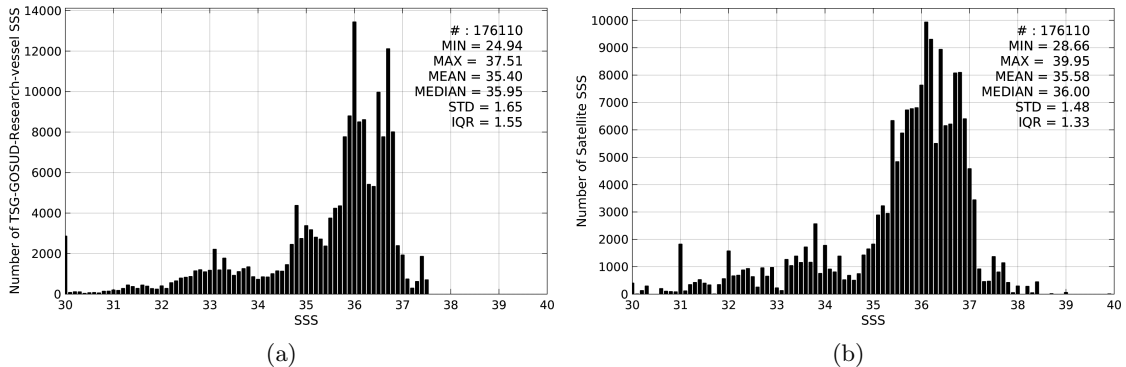 Number of TSG-GOSUD-Research-vessel SSS
14000
12000
10000
8000
6000
4000
2000
0
# : 176110
MIN = 24.94
MAX = 37.51
MEAN = 35.40
MEDIAN = 35.95
STD = 1.65
IQR = 1.55
30 31 32 33 34 35 36 37 38 39 40
SSS
(a)
Number of Satellite SSS
10000
9000
8000
7000
6000
5000
4000
3000
2000
1000
0
# : 176110
MIN = 28.66
MAX = 39.95
MEAN = 35.58
MEDIAN = 36.00
STD = 1.48
IQR = 1.33
30 31 32 33 34 35 36 37 38 39 40
SSS
(b)